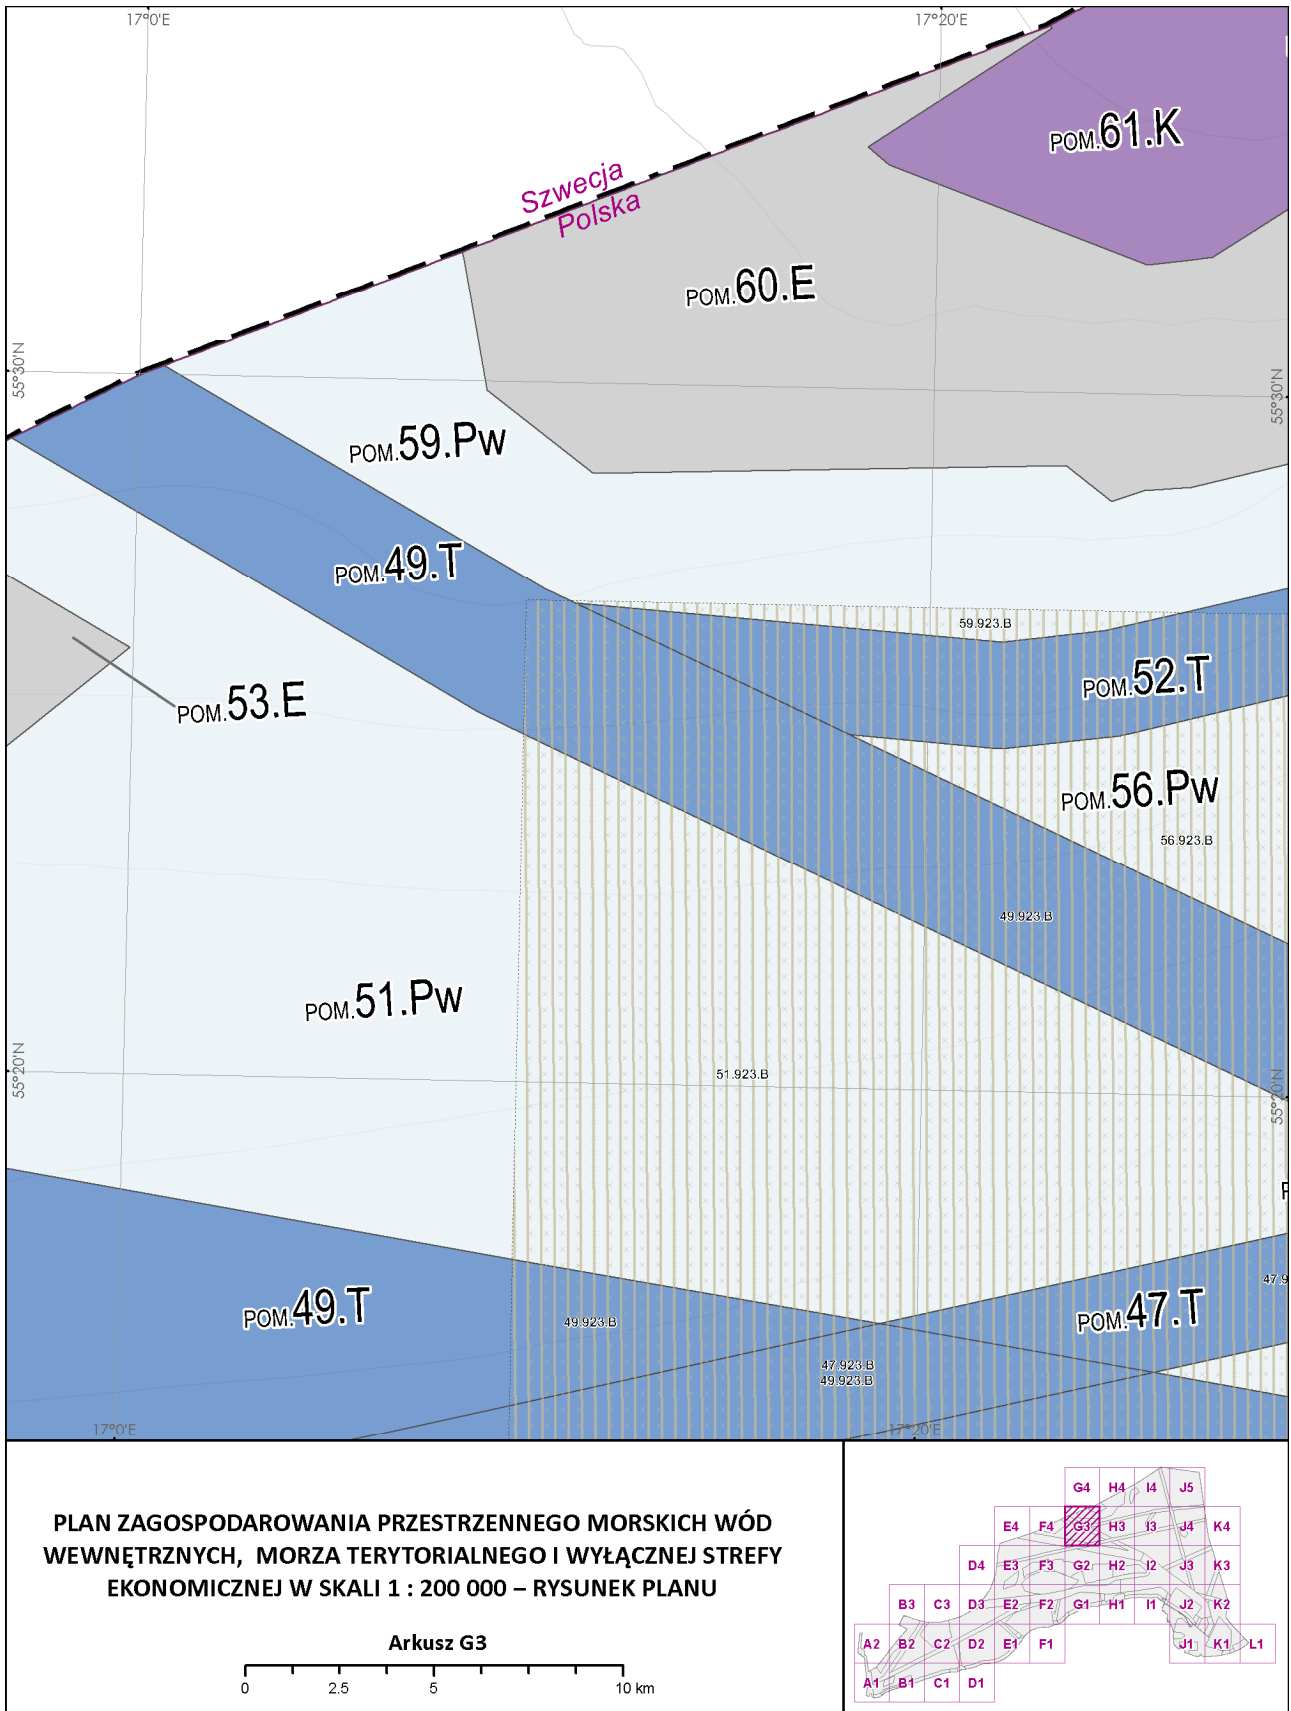 17°0'E
17°20'E
POM.61.K
Szwecja
Polska
POM.60.E
55°30'N
55°30'N
POM.59.Pw
POM.49.T
59.923.B
POM.52.T
POM.53.E
POM.56.Pw
56.923.B
49.923.B
POM.51.Pw
55°20'N
51.923.B
55°20'N
47.9
POM.49.T
49.923.B
POM.47.T
47.923.B
49.923.B
17°0'E
17°20'E
PLAN ZAGOSPODAROWANIA PRZESTRZENNEGO MORSKICH WÓD
WEWNĘTRZNYCH, MORZA TERYTORIALNEGO I WYŁĄCZNEJ STREFY
EKONOMICZNEJ W SKALI 1 : 200 000 – RYSUNEK PLANU
Arkusz G3
0 2.5 5 10 km
G4 H4 I4 J5
E4 F4 G3 H3 I3 J4 K4
D4 E3 F3 G2 H2 I2 J3 K3
B3 C3 D3 E2 F2 G1 H1 I1 J2 K2
A2 B2 C2 D2 E1 F1 J1 K1 L1
A1 B1 C1 D1